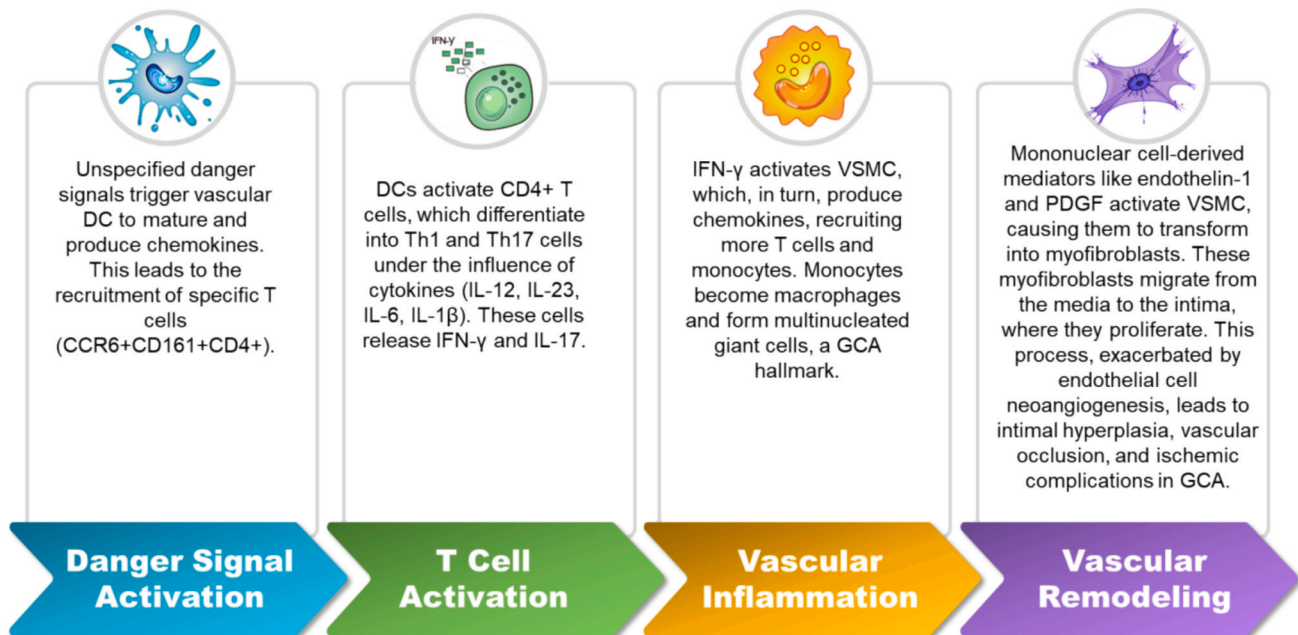 Unspecified danger
signals trigger vascular
DC to mature and
produce chemokines.
This leads to the
recruitment of specific T
cells
(CCR6+CD161+CD4+).
Danger Signal
Activation
IFN-γ
DCs activate CD4+ T
cells, which differentiate
into Th1 and Th17 cells
under the influence of
cytokines (IL-12, IL-23,
IL-6, IL-1β). These cells
release IFN-γ and IL-17.
T Cell
Activation
IFN-γ activates VSMC,
which, in turn, produce
chemokines, recruiting
more T cells and
monocytes. Monocytes
become macrophages
and form multinucleated
giant cells, a GCA
hallmark.
Vascular
Inflammation
Mononuclear cell-derived
mediators like endothelin-1
and PDGF activate VSMC,
causing them to transform
into myofibroblasts. These
myofibroblasts migrate from
the media to the intima,
where they proliferate. This
process, exacerbated by
endothelial cell
neoangiogenesis, leads to
intimal hyperplasia, vascular
occlusion, and ischemic
complications in GCA.
Vascular
Remodeling